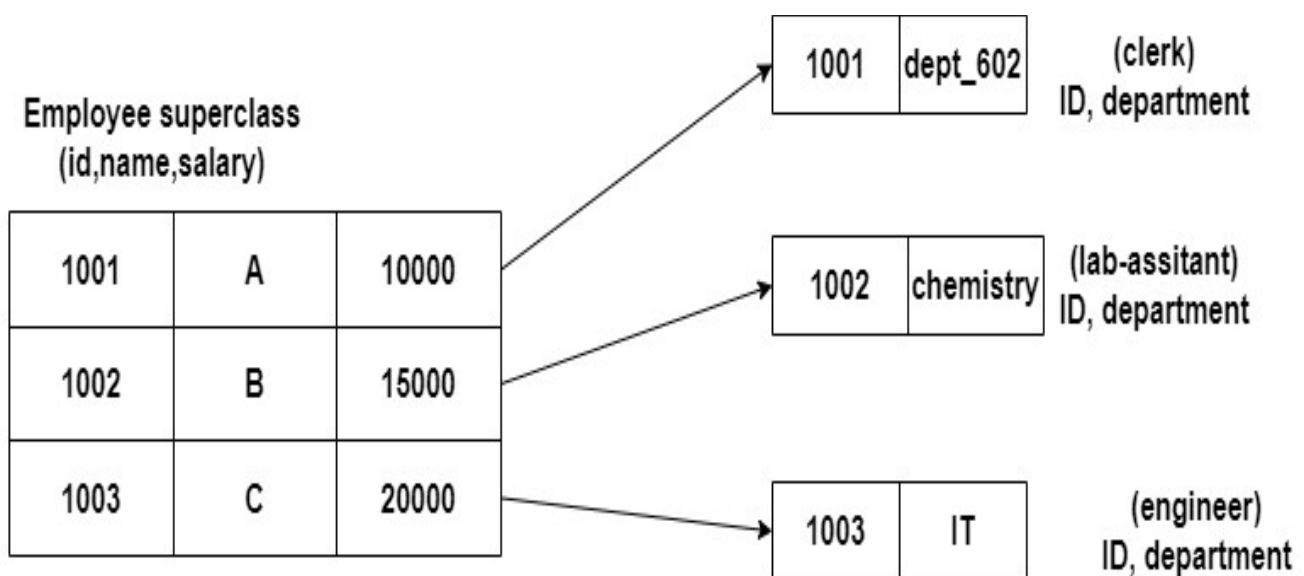 Employee superclass
(id,name,salary)
1001 A 10000
1002 B 15000
1003 C 20000
1001 dept_602
(clerk)
ID, department
1002 chemistry
(lab-assitant)
ID, department
1003 IT
(engineer)
ID, department